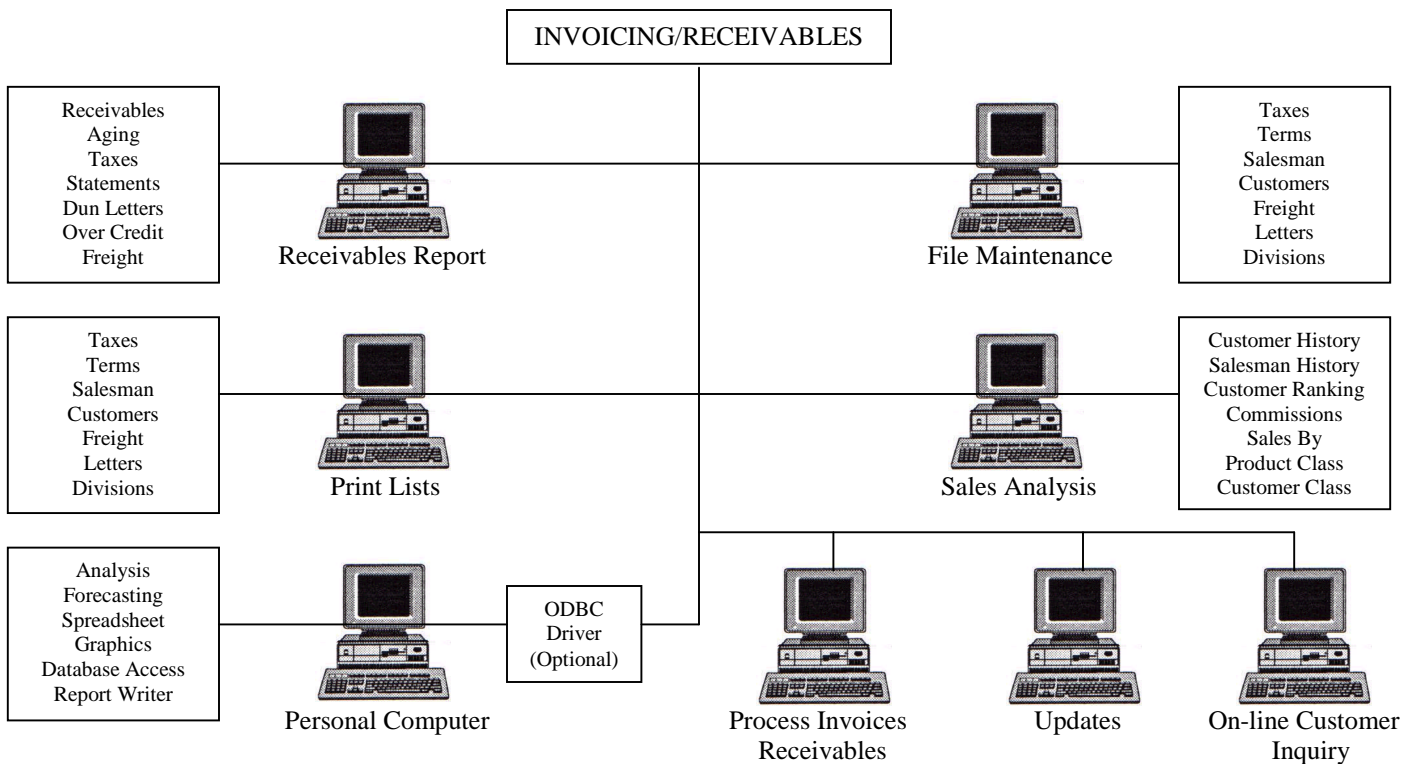 INVOICING/RECEIVABLES
Receivables
Aging
Taxes
Statements
Dun Letters
Over Credit
Freight
Receivables Report
File Maintenance
Taxes
Terms
Salesman
Customers
Freight
Letters
Divisions
Taxes
Terms
Salesman
Customers
Freight
Letters
Divisions
Print Lists
Sales Analysis
Customer History
Salesman History
Customer Ranking
Commissions
Sales By
Product Class
Customer Class
Analysis
Forecasting
Spreadsheet
Graphics
Database Access
Report Writer
Personal Computer
ODBC
Driver
(Optional)
Process Invoices
Receivables
Updates
On-line Customer
Inquiry